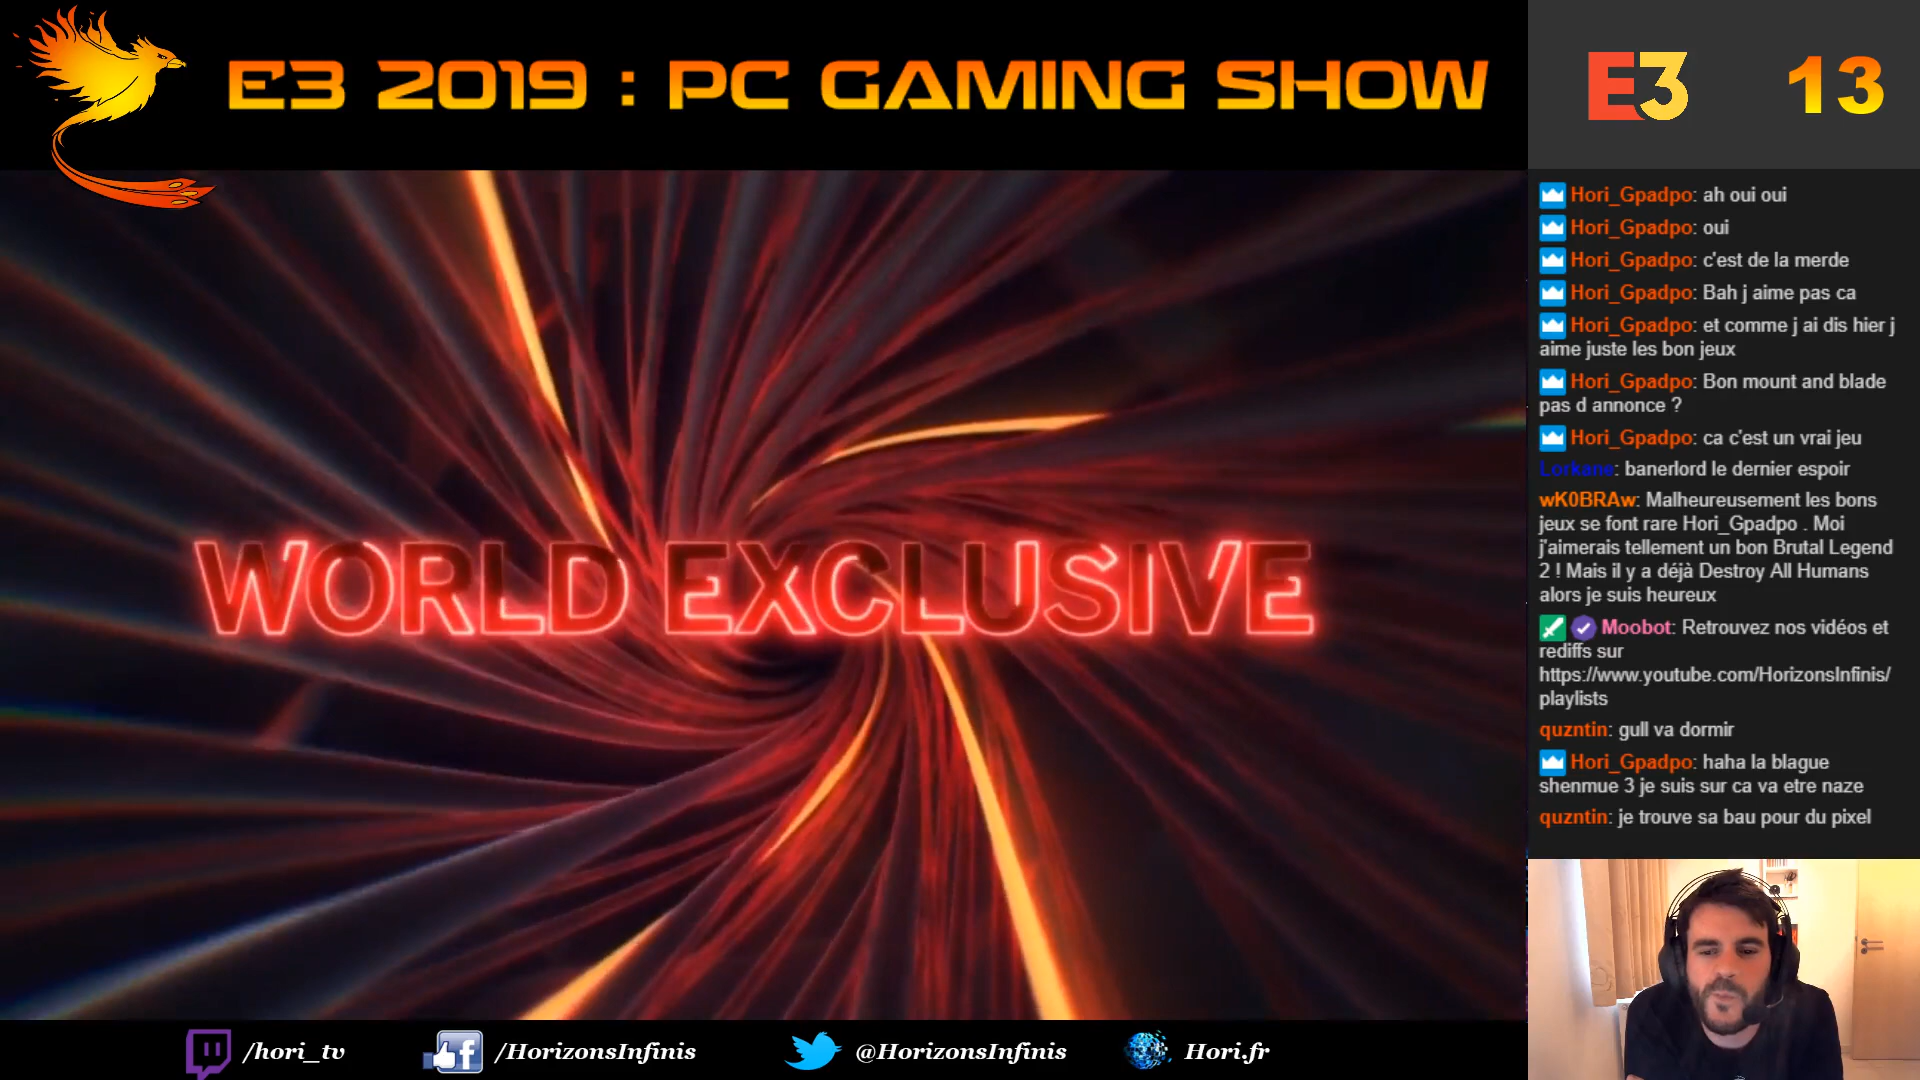 E3 2019 : PC GAMING SHOW
E3
13
Hori_Gpadpo: ah oui oui
Hori_Gpadpo: oui
Hori_Gpadpo: c'est de la merde
Hori_Gpadpo: Bah j aime pas ca
Hori_Gpadpo: et comme j ai dis hier j
aime juste les bon jeux
Hori_Gpadpo: Bon mount and blade
pas d annonce ?
Hori_Gpadpo: ca c'est un vrai jeu
Lorkane: banerlord le dernier espoir
wK0BRAw: Malheureusement les bons
jeux se font rare Hori_Gpadpo . Moi
j'aimerais tellement un bon Brutal Legend
2 ! Mais il y a déjà Destroy All Humans
alors je suis heureux
Moobot: Retrouvez nos vidéos et
rediffs sur
https://www.youtube.com/HorizonsInfinis/
playlists
quzntin: gull va dormir
Hori_Gpadpo: haha la blague
shenmue 3 je suis sur ca va etre naze
quzntin: je trouve sa bau pour du pixel
WORLD EXCLUSIVE
/hori_tv
/HorizonsInfinis
@HorizonsInfinis
Hori.fr